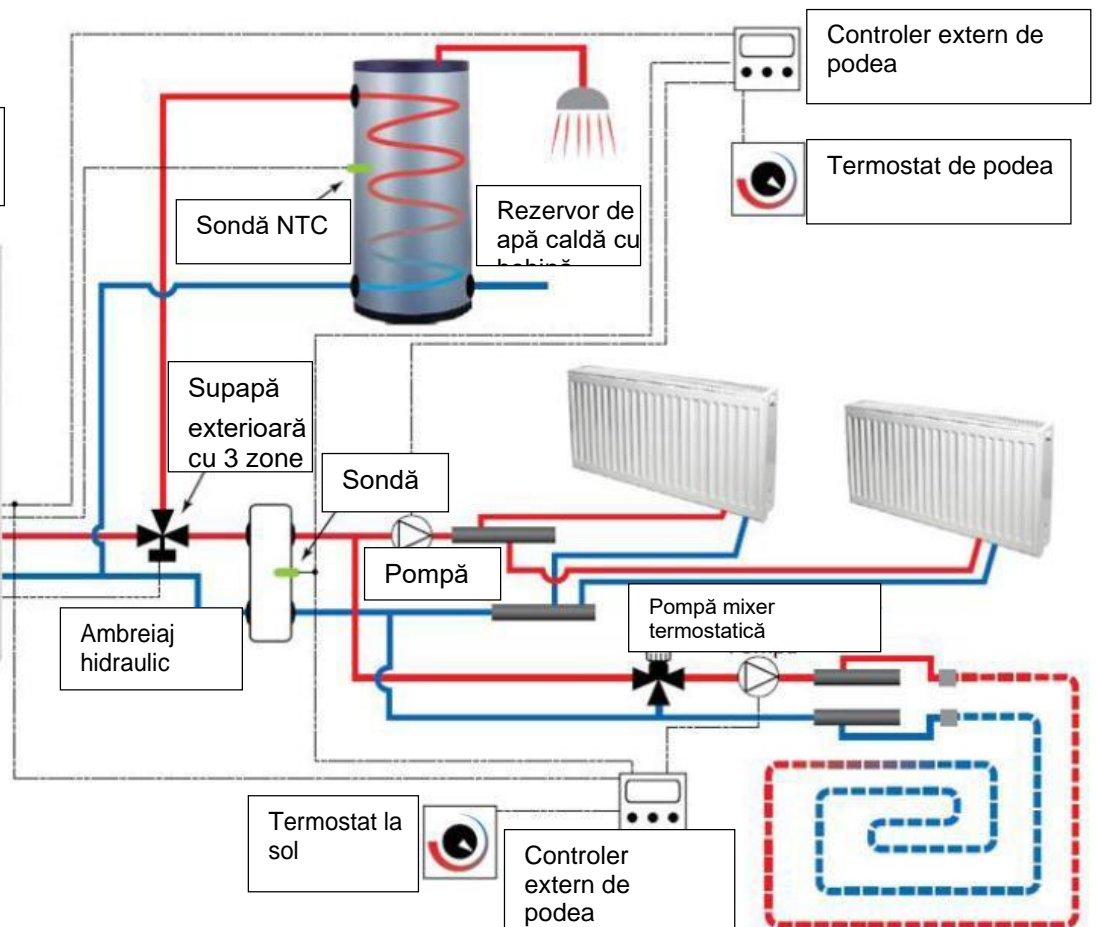 Controler extern de
podea
Termostat de podea
Sondă NTC
Rezervor de
apă caldă cu
Supapă
exterioară
cu 3 zone
Sondă
Pompă
Pompă mixer
termostatică
Ambreiaj
hidraulic
Termostat la
sol
Controler
extern de
podea